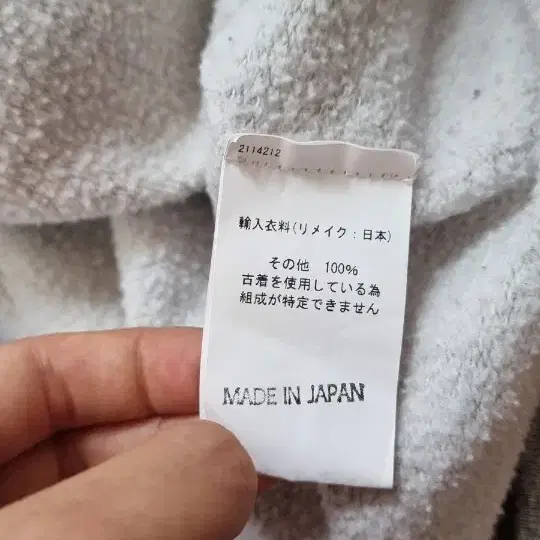 2114212
輸入衣料(リメイク:日本)
その他 100%
古着を使用している為
組成が特定できません
MADE IN JAPAN